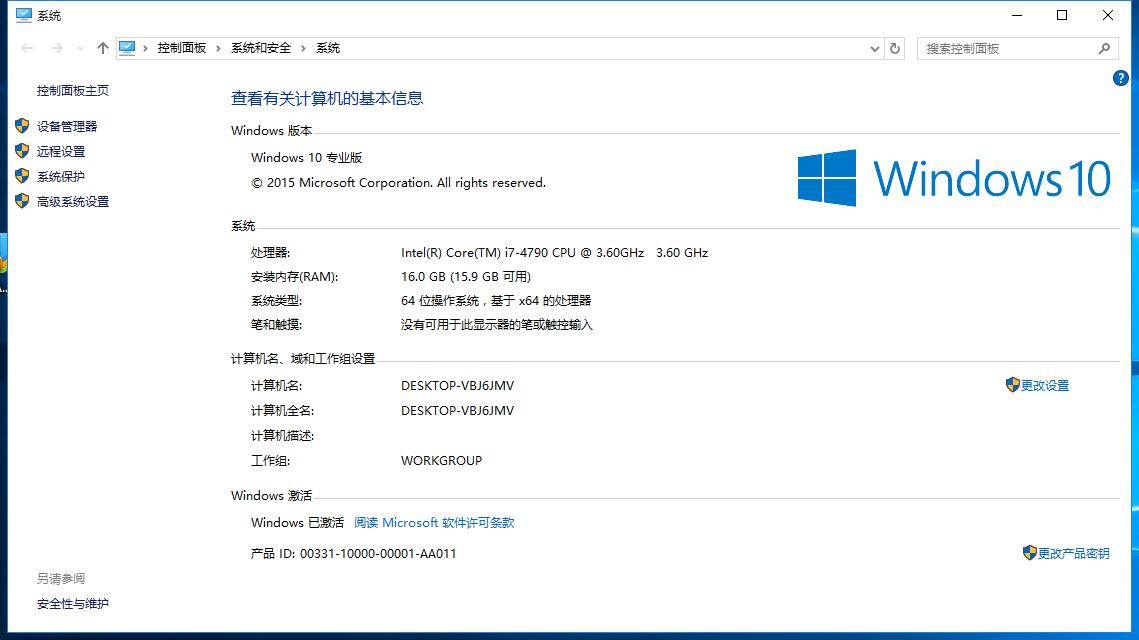 系统
控制面板 系统和安全 系统
搜索控制面板
控制面板主页
设备管理器
远程设置
系统保护
高级系统设置
另请参阅
安全性与维护
查看有关计算机的基本信息
Windows 版本
Windows 10 专业版
© 2015 Microsoft Corporation. All rights reserved.
Windows 10
系统
处理器: Intel(R) Core(TM) i7-4790 CPU @ 3.60GHz 3.60 GHz
安装内存(RAM): 16.0 GB (15.9 GB 可用)
系统类型: 64 位操作系统，基于 x64 的处理器
笔和触摸: 没有可用于此显示器的笔或触控输入
计算机名、域和工作组设置
计算机名: DESKTOP-VBJ6JMV 更改设置
计算机全名: DESKTOP-VBJ6JMV
计算机描述:
工作组: WORKGROUP
Windows 激活
Windows 已激活 阅读 Microsoft 软件许可条款
产品 ID: 00331-10000-00001-AA011 更改产品密钥